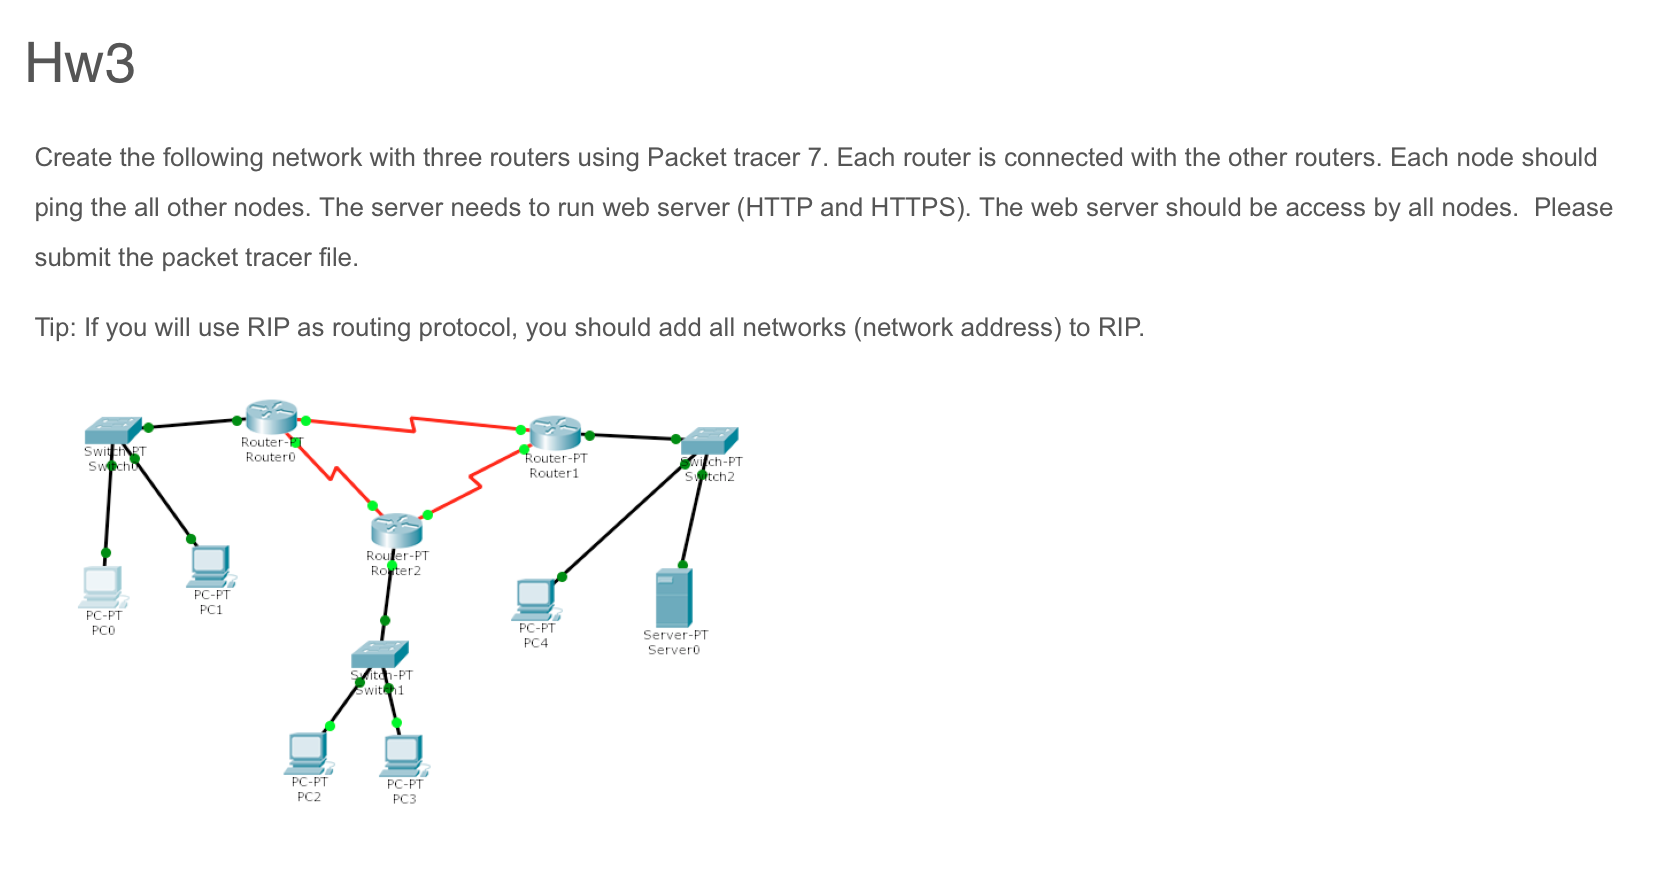 Hw3
Create the following network with three routers using Packet tracer 7. Each router is connected with the other routers. Each node should
ping the all other nodes. The server needs to run web server (HTTP and HTTPS). The web server should be access by all nodes.  Please
submit the packet tracer file.
Tip: If you will use RIP as routing protocol, you should add all networks (network address) to RIP.
Switch-PT
Switch0
Router-PT
Router0
Router-PT
Router1
Switch-PT
Switch2
Router-PT
Router2
PC-PT
PC0
PC-PT
PC1
PC-PT
PC4
Server-PT
Server0
Switch-PT
Switch1
PC-PT
PC2
PC-PT
PC3